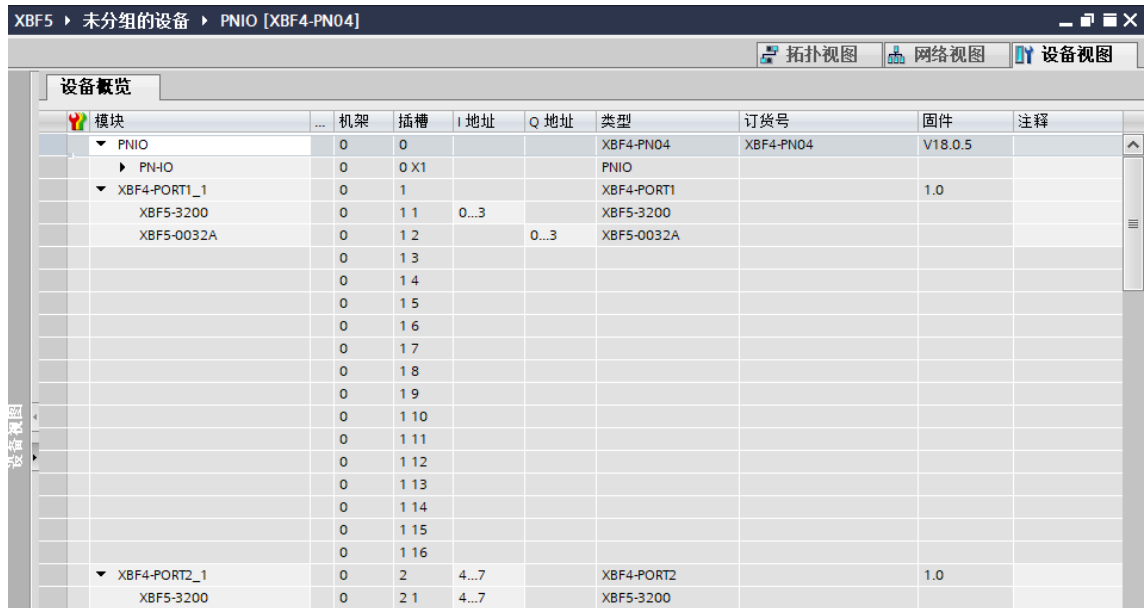 XBF5 ▸ 未分组的设备 ▸ PNIO [XBF4-PN04]
拓扑视图 网络视图 设备视图
设备概览
模块 ... 机架 插槽 I 地址 Q 地址 类型 订货号 固件 注释
PNIO 0 0 XBF4-PN04 XBF4-PN04 V18.0.5
PN-IO 0 0 X1 PNIO
XBF4-PORT1_1 0 1 XBF4-PORT1 1.0
XBF5-3200 0 1 1 0...3 XBF5-3200
XBF5-0032A 0 1 2 0...3 XBF5-0032A
0 1 3
0 1 4
0 1 5
0 1 6
0 1 7
0 1 8
0 1 9
0 1 10
0 1 11
0 1 12
0 1 13
0 1 14
0 1 15
0 1 16
XBF4-PORT2_1 0 2 4...7 XBF4-PORT2 1.0
XBF5-3200 0 2 1 4...7 XBF5-3200
设备视图